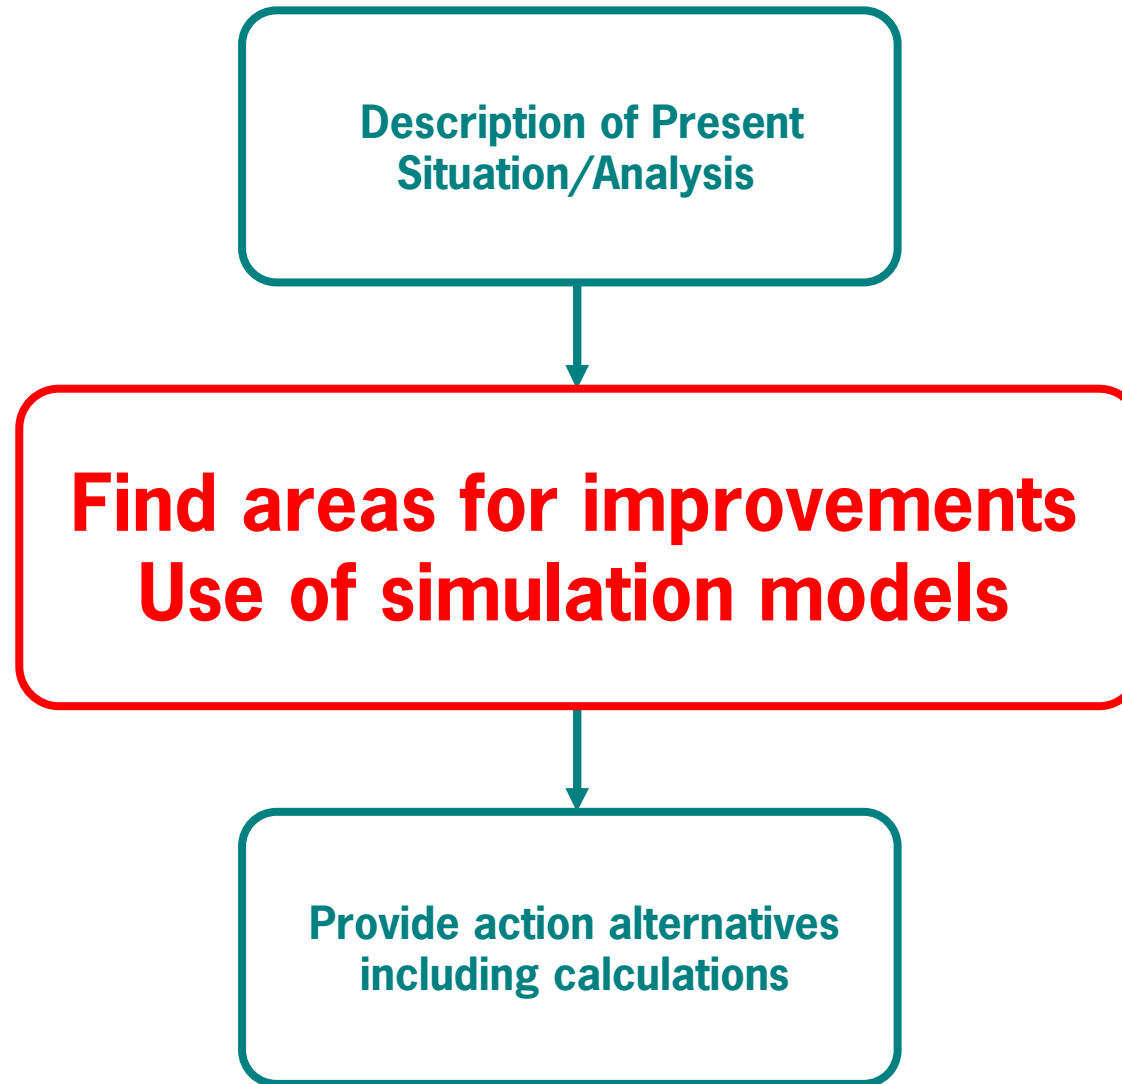 Description of Present
Situation/Analysis
Find areas for improvements
Use of simulation models
Provide action alternatives
including calculations